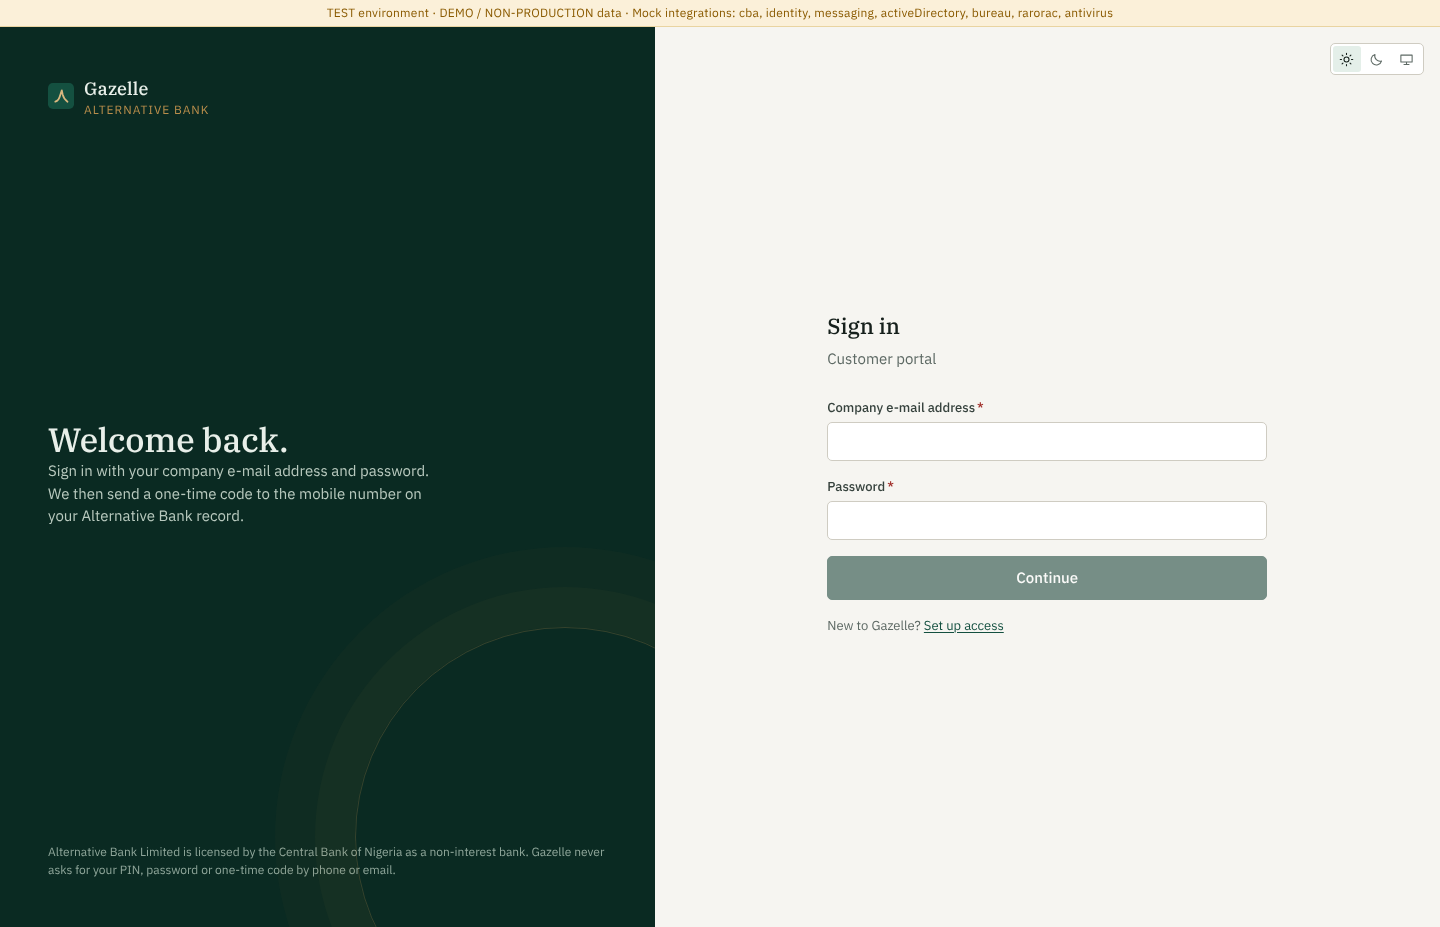 TEST environment · DEMO / NON-PRODUCTION data · Mock integrations: cba, identity, messaging, activeDirectory, bureau, rarorac, antivirus
Gazelle
ALTERNATIVE BANK
Welcome back.
Sign in with your company e-mail address and password.
We then send a one-time code to the mobile number on
your Alternative Bank record.
Alternative Bank Limited is licensed by the Central Bank of Nigeria as a non-interest bank. Gazelle never
asks for your PIN, password or one-time code by phone or email.
Sign in
Customer portal
Company e-mail address *
Password *
Continue
New to Gazelle? Set up access